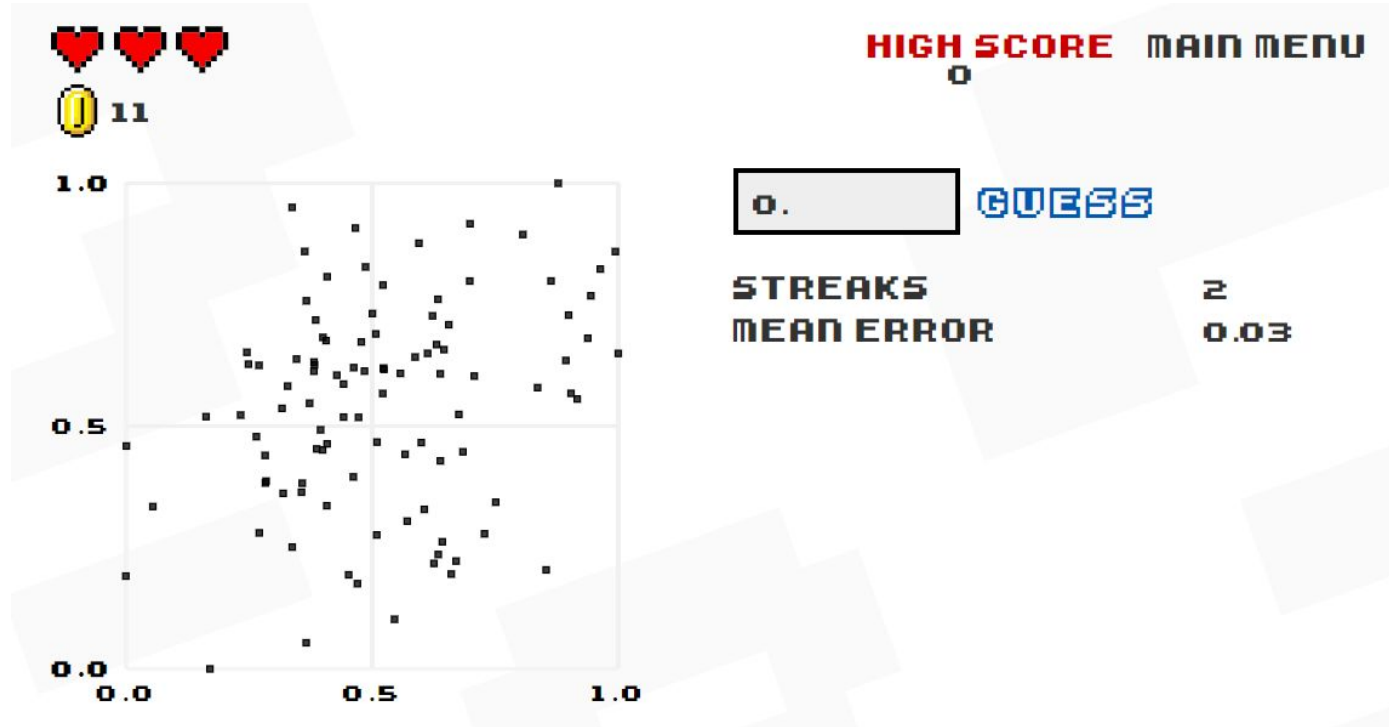 HIGH SCORE MAIN MENU
0
11
1.0
0. GUESS
STREAKS 2
MEAN ERROR 0.03
0.5
0.0
0.0 0.5 1.0